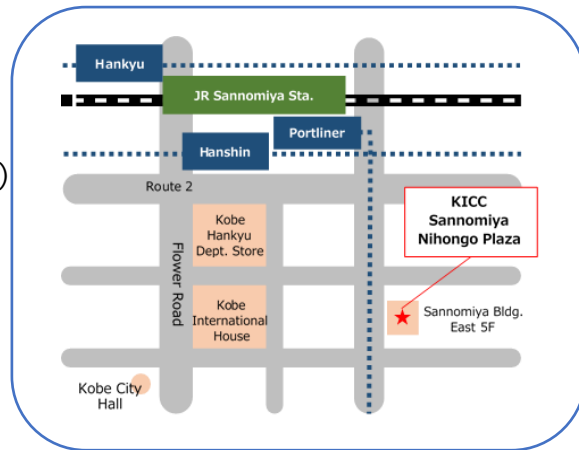 Hankyu
JR Sannomiya Sta.
Portliner
Hanshin
Route 2
KICC
Sannomiya
Nihongo Plaza
Kobe
Hankyu
Dept. Store
Flower Road
Kobe
International
House
Sannomiya Bldg.
East 5F
Kobe City
Hall
)